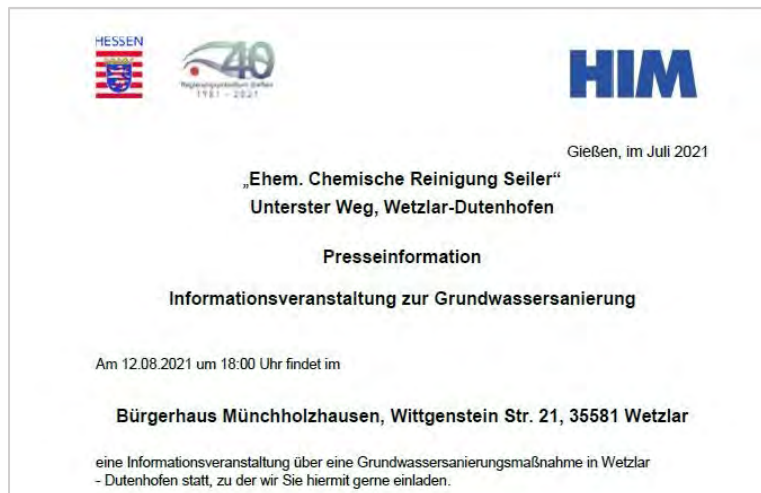 HESSEN
40
Regierungspräsidium Gießen
1981 - 2021
HIM
Gießen, im Juli 2021
„Ehem. Chemische Reinigung Seiler“
Unterster Weg, Wetzlar-Dutenhofen
Presseinformation
Informationsveranstaltung zur Grundwassersanierung
Am 12.08.2021 um 18:00 Uhr findet im
Bürgerhaus Münchholzhausen, Wittgenstein Str. 21, 35581 Wetzlar
eine Informationsveranstaltung über eine Grundwassersanierungsmaßnahme in Wetzlar
- Dutenhofen statt, zu der wir Sie hiermit gerne einladen.